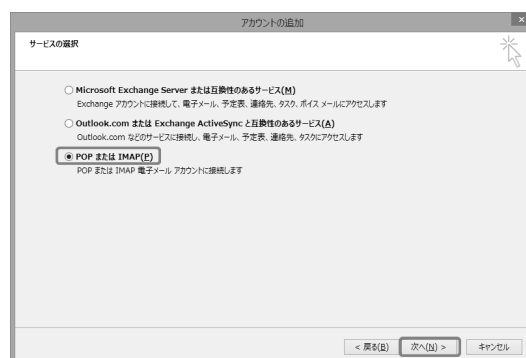 アカウントの追加
×
サービスの選択
Microsoft Exchange Server または互換性のあるサービス(M)
Exchange アカウントに接続して、電子メール、予定表、連絡先、タスク、ボイス メールにアクセスします
Outlook.com または Exchange ActiveSync と互換性のあるサービス(A)
Outlook.com などのサービスに接続し、電子メール、予定表、連絡先、タスクにアクセスします
POP または IMAP(P)
POP または IMAP 電子メール アカウントに接続します
< 戻る(B) 次へ(N) > キャンセル